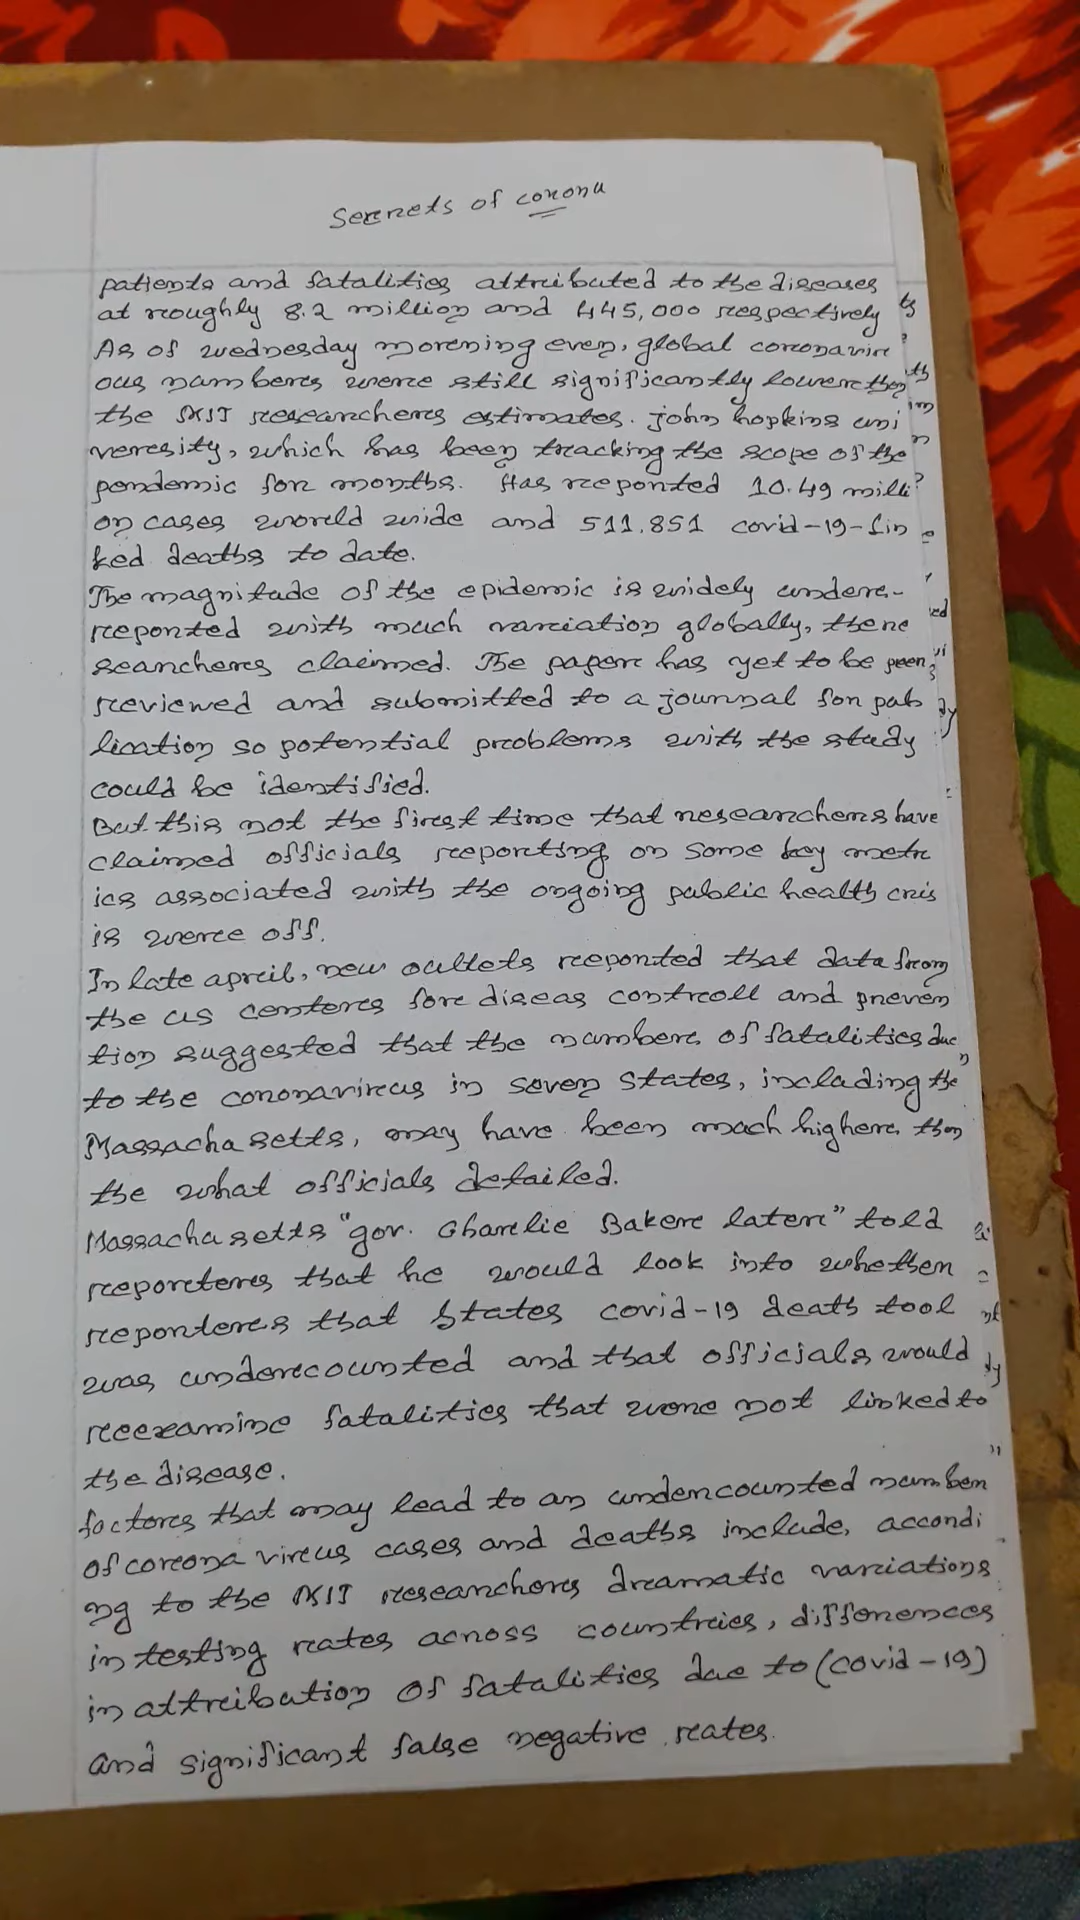 Secrets of corona
patients and fatalities attributed to the diseases
at roughly 8.2 million and 445,000 respectively
As of wednesday morening even, global coronavir
ous numbers were still significantly lower then
the MIT researchers estimates. john hopkins uni
veresity, which has been tracking the scope of the
pendemic for months. Has reeponted 10.49 milli
on cases world wide and 511,851 covid-19-lin
ked deaths to date.
The magnitude of the epidemic is widely undere-
reeponted with much varciation globally, the re
searchers claimed. The paper has yet to be peer
reviewed and submitted to a journal for pub
lication so potential problems with the study
could be identified.
But this not the first time that researchers have
claimed officials reeporting on some key metr
ics associated with the ongoing public health cris
is were off.
In late april, new outlets reeponted that data from
the us centers for diseas controll and preven
tion suggested that the numbers of fatalities due
to the coronavirus in seven states, including the
Massachusetts, may have been much higher then
the what officials detailed.
Massachusetts "gov. Charlie Baker later" told
reeporters that he would look into whether
reporters that states covid-19 death tool
was undercounted and that officials would
reexamine fatalities that were not linked to
the disease.
factors that may lead to an undercounted number
of corona virus cases and deaths include, accordi
ng to the MIT researchers dramatic variations
in testing rates across countries, differences
in attribution of fatalities due to (covid-19)
and significant false negative rates.